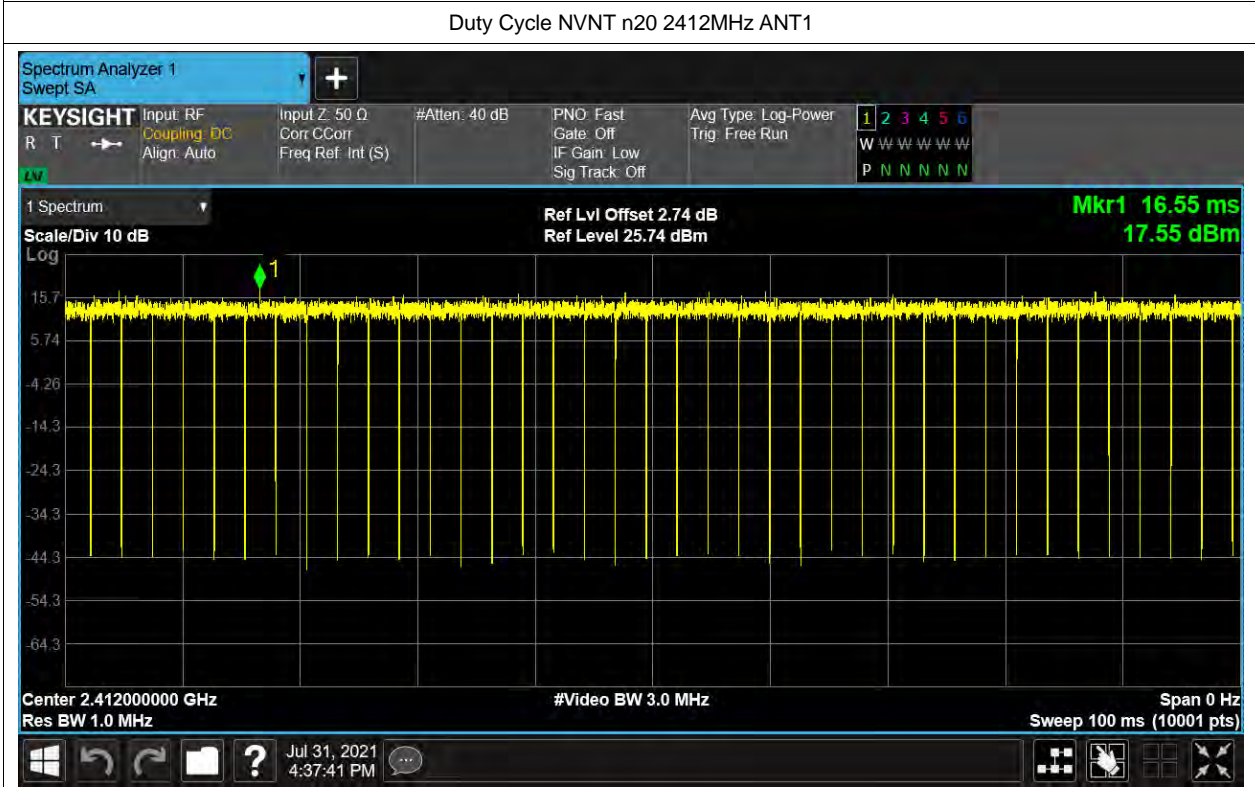 Duty Cycle NVNT n20 2412MHz ANT1
Spectrum Analyzer 1
Swept SA
KEYSIGHT
R T
Input: RF
Coupling: DC
Align: Auto
Input Z: 50 Ω
Corr CCorr
Freq Ref: Int (S)
#Atten: 40 dB
PNO: Fast
Gate: Off
IF Gain: Low
Sig Track: Off
Avg Type: Log-Power
Trig: Free Run
1 2 3 4 5 6
W W W W W W
P N N N N N
1 Spectrum
Scale/Div 10 dB
Ref Lvl Offset 2.74 dB
Ref Level 25.74 dBm
Mkr1 16.55 ms
17.55 dBm
Log
1
15.7
5.74
-4.26
-14.3
-24.3
-34.3
-44.3
-54.3
-64.3
Center 2.412000000 GHz
Res BW 1.0 MHz
#Video BW 3.0 MHz
Span 0 Hz
Sweep 100 ms (10001 pts)
?
Jul 31, 2021
4:37:41 PM